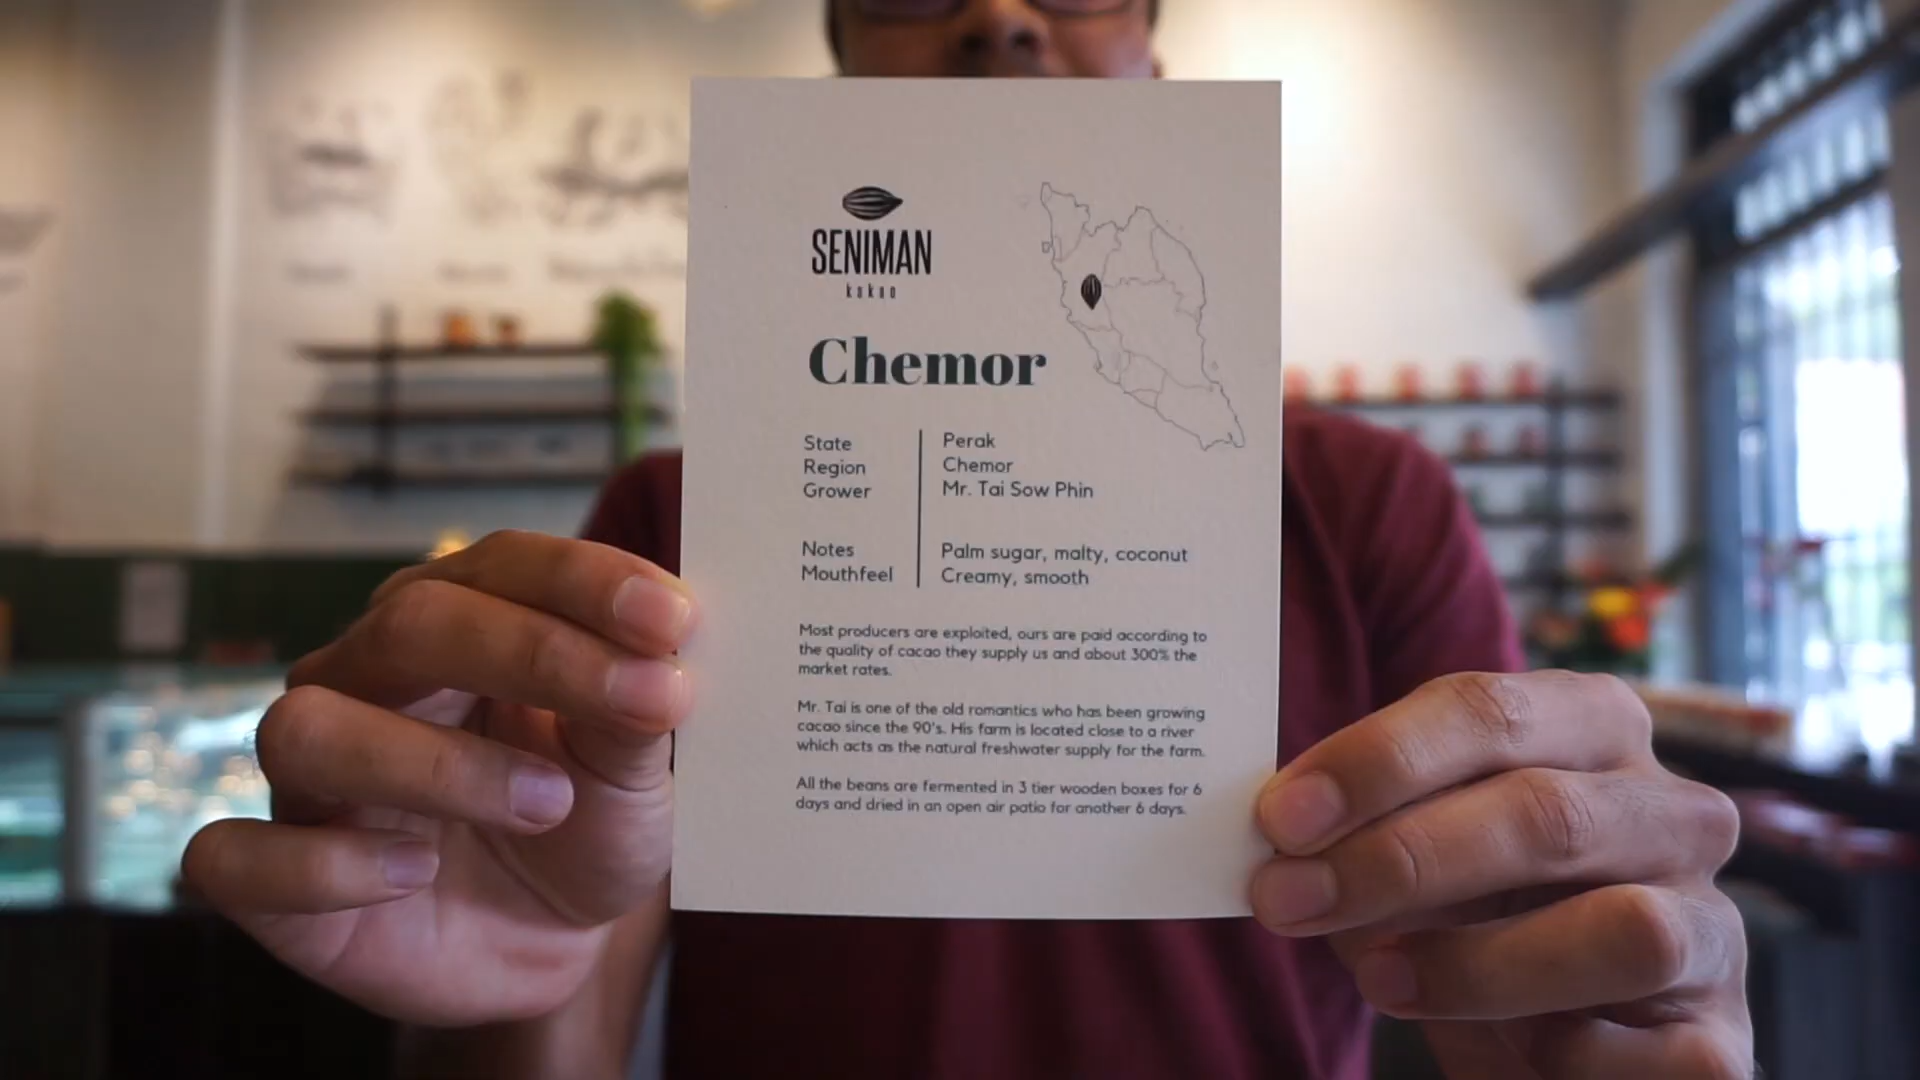 SENIMAN
kakao
Chemor
State Perak
Region Chemor
Grower Mr. Tai Sow Phin
Notes Palm sugar, malty, coconut
Mouthfeel Creamy, smooth
Most producers are exploited, ours are paid according to
the quality of cacao they supply us and about 300% the
market rates.
Mr. Tai is one of the old romantics who has been growing
cacao since the 90's. His farm is located close to a river
which acts as the natural freshwater supply for the farm.
All the beans are fermented in 3 tier wooden boxes for 6
days and dried in an open air patio for another 6 days.